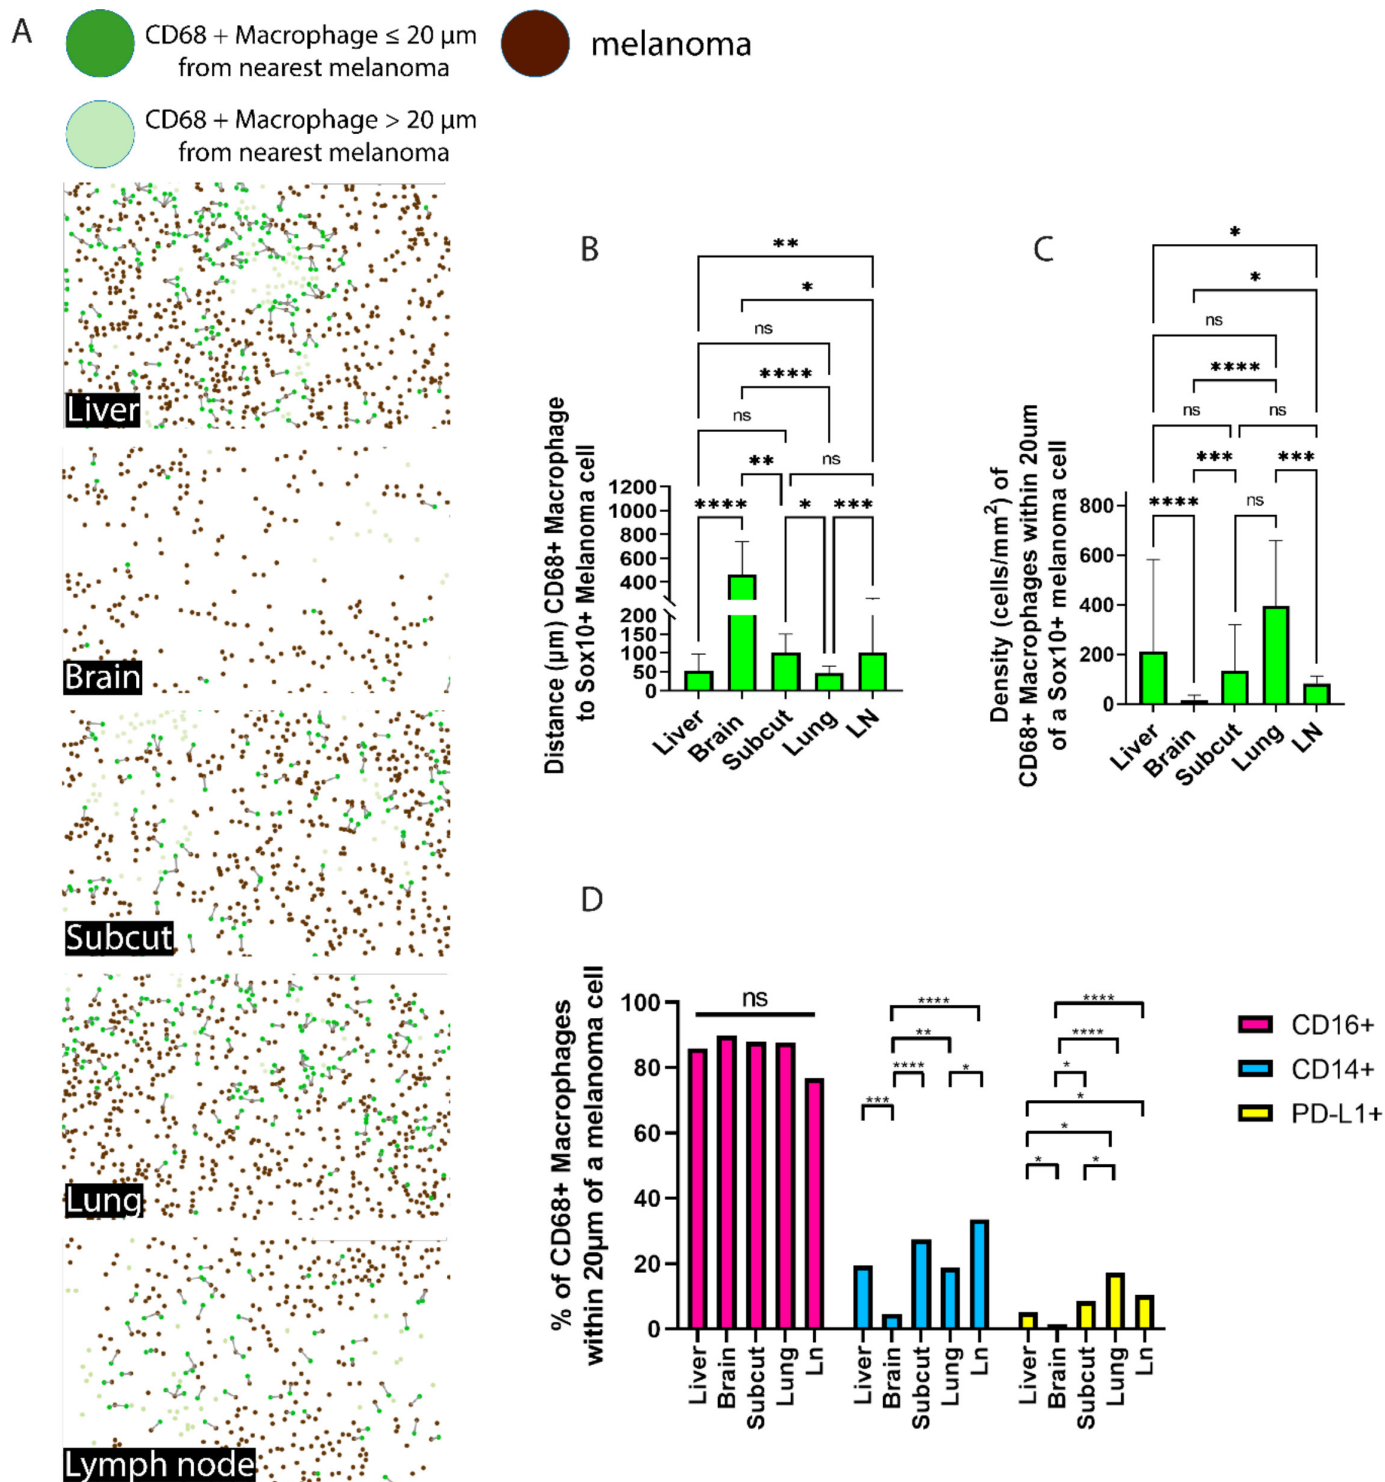 A
CD68 + Macrophage ≤ 20 µm
from nearest melanoma
melanoma
CD68 + Macrophage > 20 µm
from nearest melanoma
Liver
Brain
Subcut
Lung
Lymph node
B
**
*
ns
****
ns
**
ns
****
*
***
Distance (µm) CD68+ Macrophage
to Sox10+ Melanoma cell
1200
1000
800
600
400
200
150
100
50
0
Liver
Brain
Subcut
Lung
LN
C
*
*
ns
****
ns
ns
***
***
****
ns
Density (cells/mm²) of
CD68+ Macrophages within 20um
of a Sox10+ melanoma cell
800
600
400
200
0
Liver
Brain
Subcut
Lung
LN
D
% of CD68+ Macrophages
within 20µm of a melanoma cell
100
80
60
40
20
0
ns
****
**
****
*
***
****
****
*
*
*
*
*
Liver
Brain
Subcut
Lung
Ln
Liver
Brain
Subcut
Lung
Ln
Liver
Brain
Subcut
Lung
Ln
CD16+
CD14+
PD-L1+